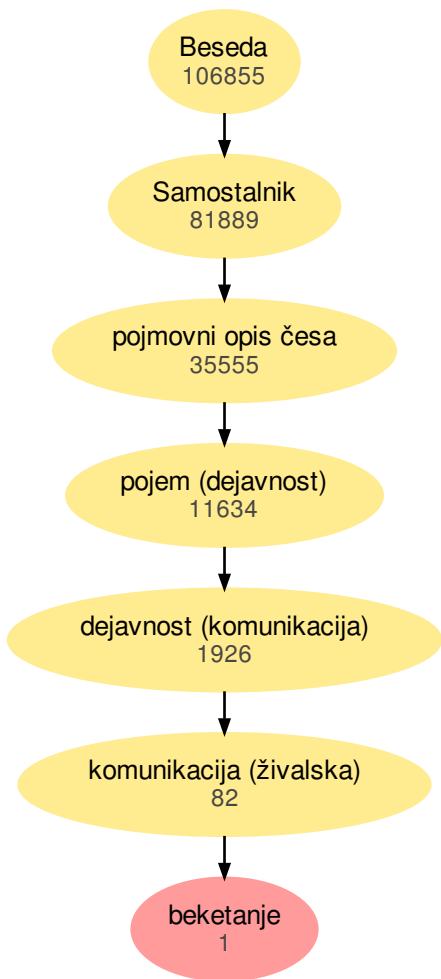 Beseda
106855
Samostalnik
81889
pojmovni opis česa
35555
pojem (dejavnost)
11634
dejavnost (komunikacija)
1926
komunikacija (živalska)
82
beketanje
1